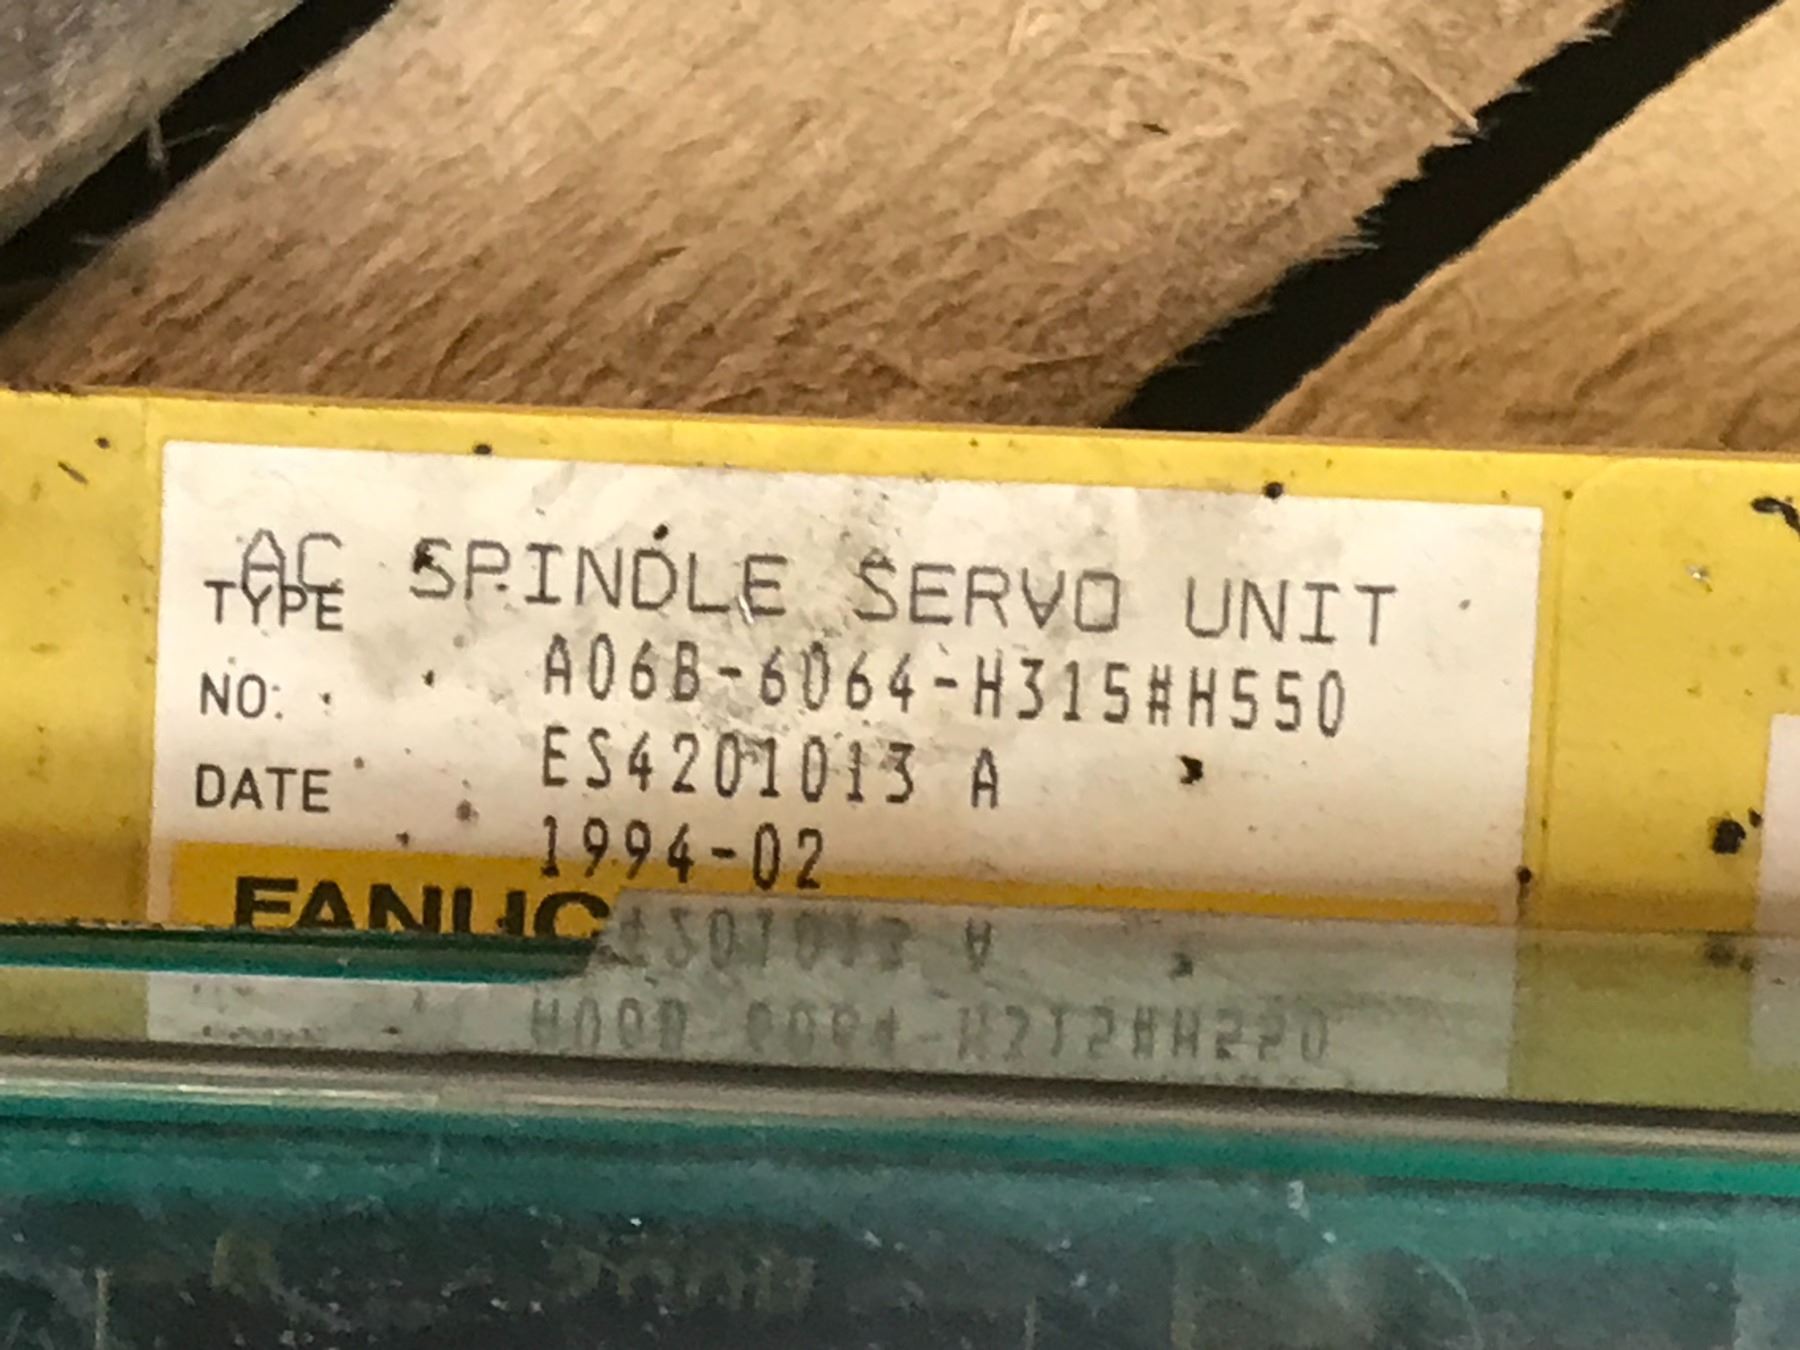 AC SPINDLE SERVO UNIT
TYPE A06B-6064-H315#H550
NO. ES4201013 A
DATE 1994-02
FANUC